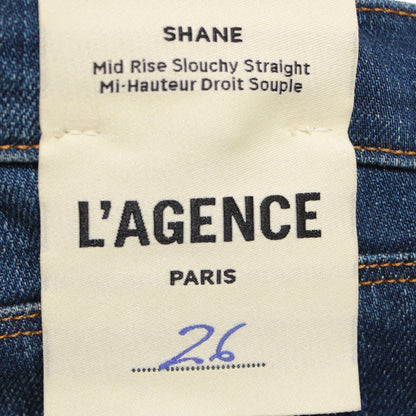 SHANE
Mid Rise Slouchy Straight
Mi-Hauteur Droit Souple
L'AGENCE
PARIS
26